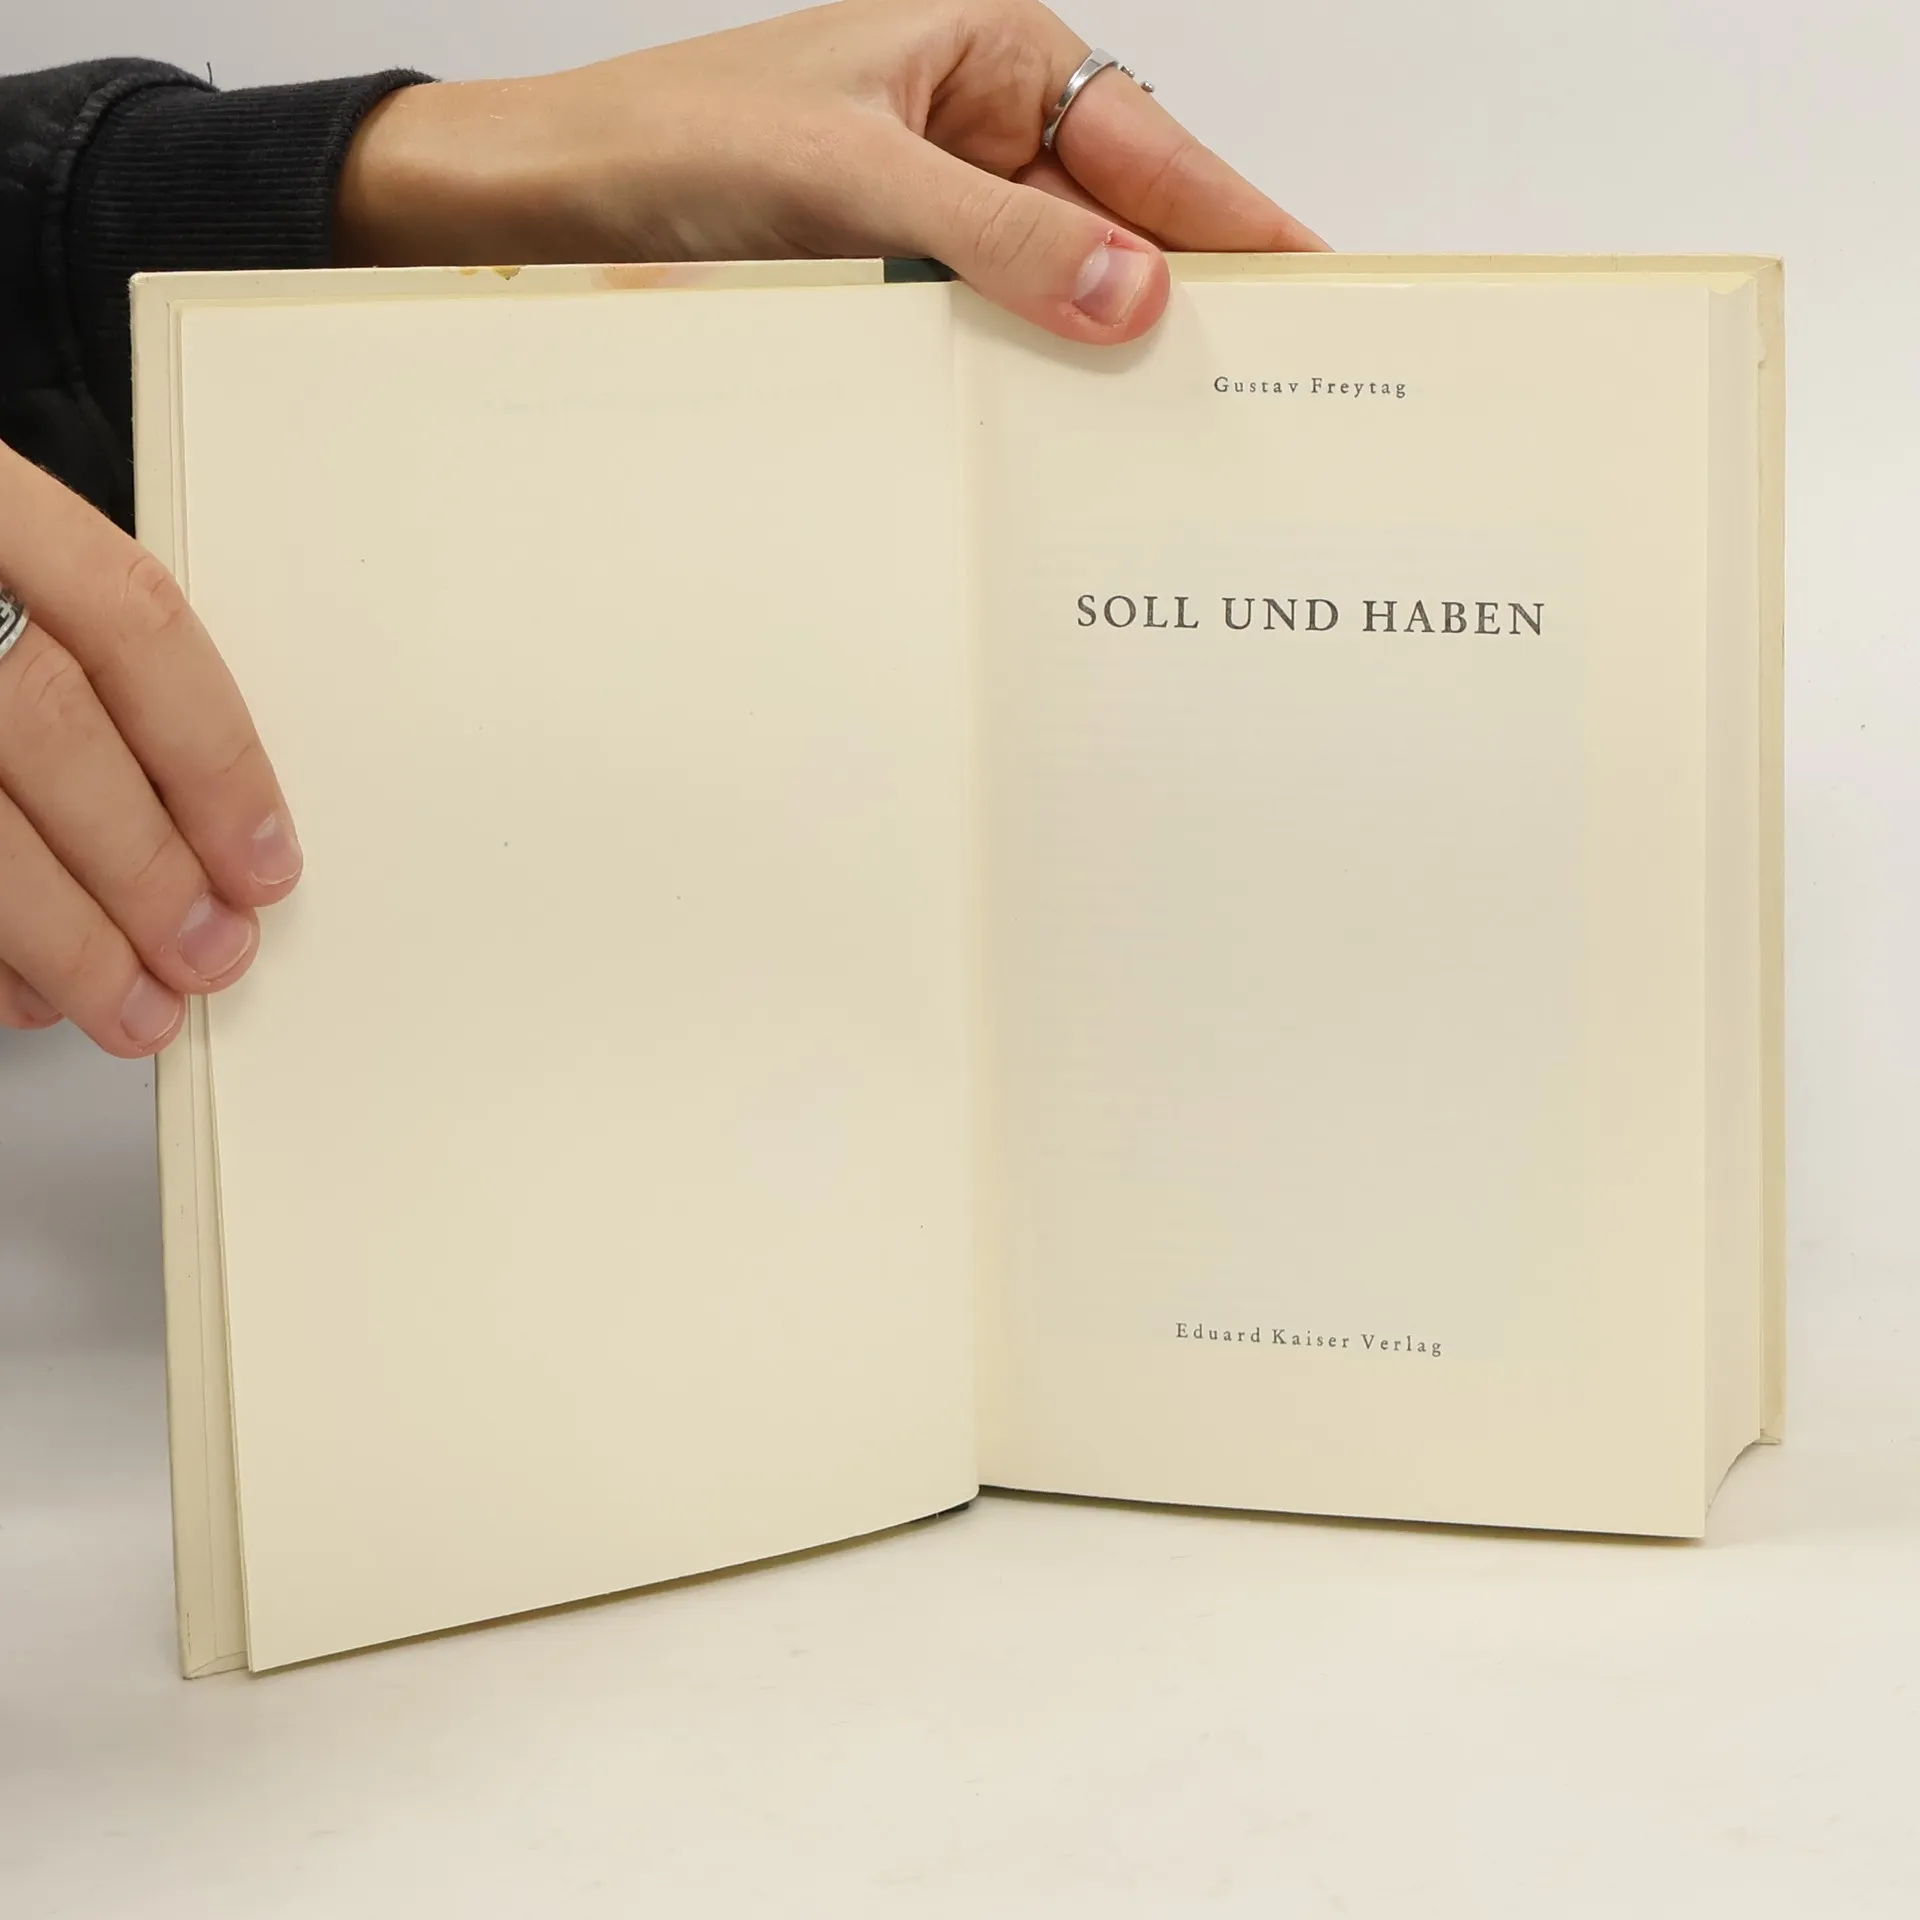 Gustav Freytag
SOLL UND HABEN
Eduard Kaiser Verlag